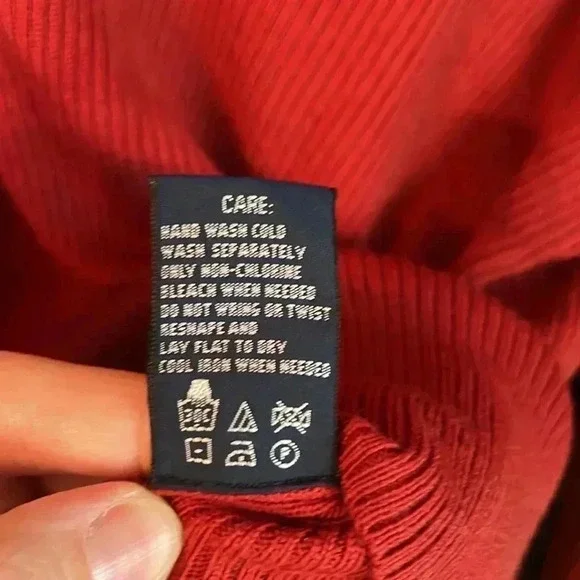 CARE:
HAND WASH COLD
WASH SEPARATELY
ONLY NON-CHLORINE
BLEACH WHEN NEEDED
DO NOT WRING OR TWIST
RESHAPE AND
LAY FLAT TO DRY
COOL IRON WHEN NEEDED
30C
P